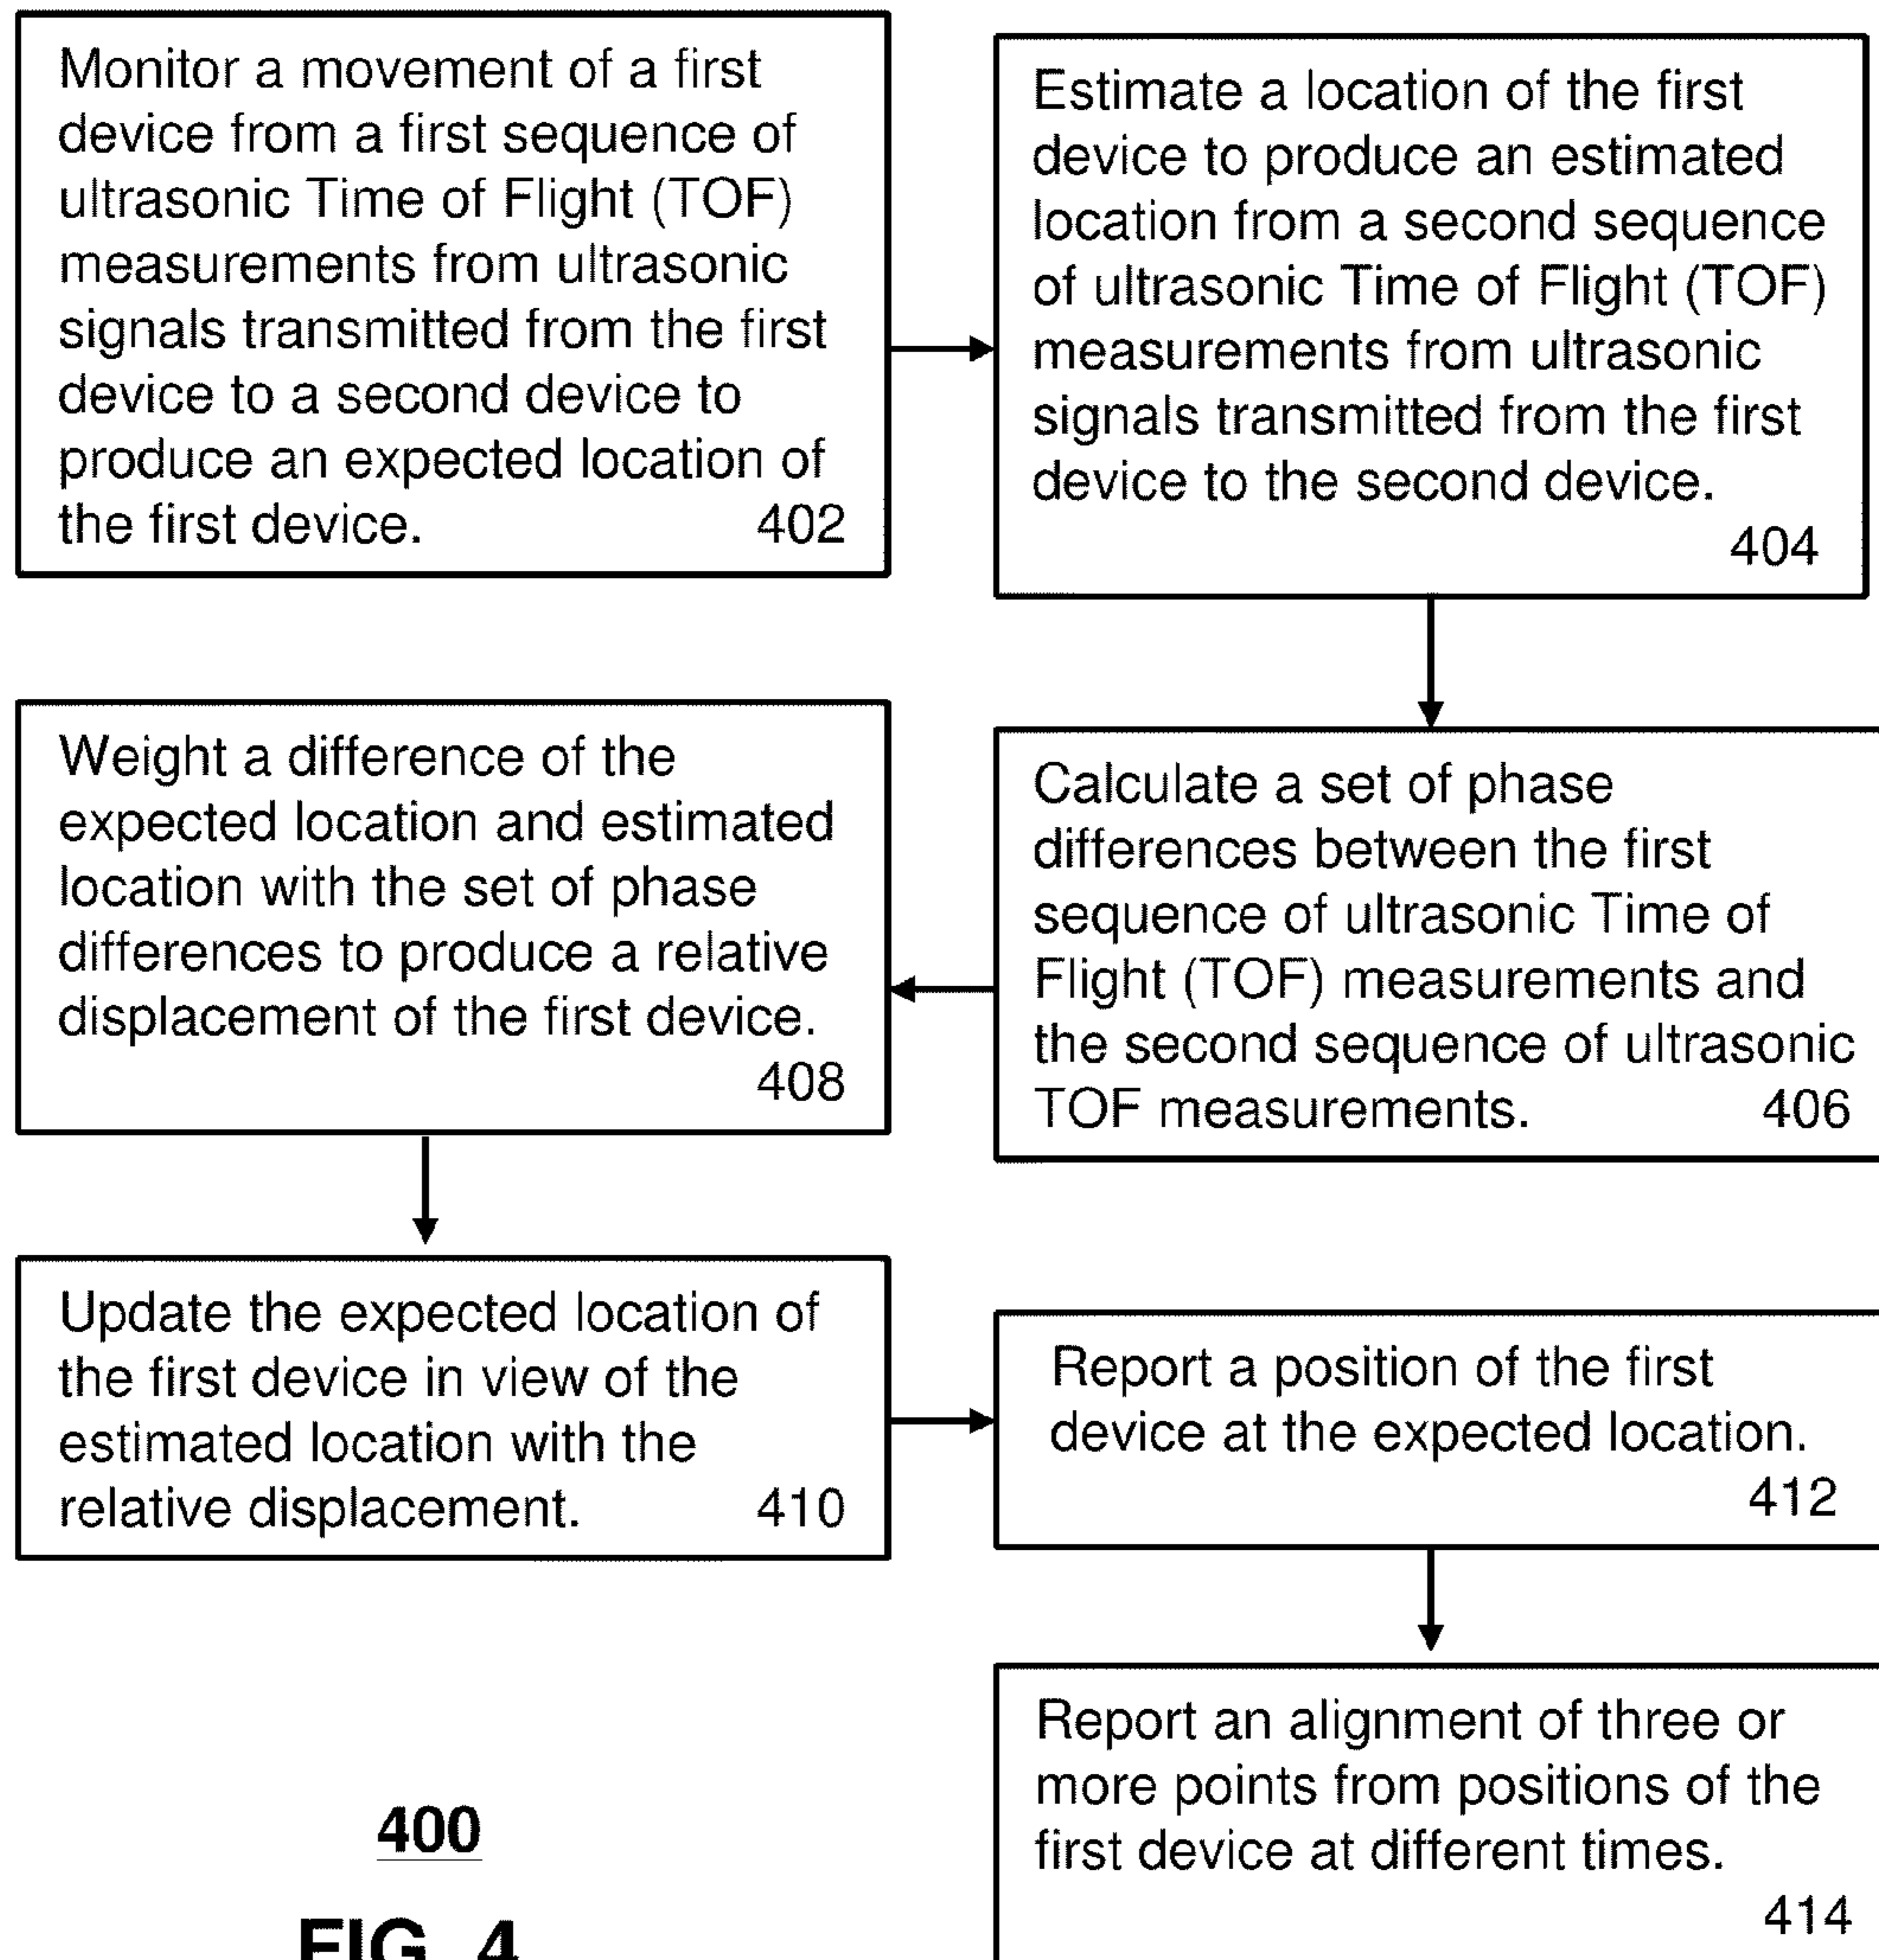 Monitor a movement of a first
device from a first sequence of
ultrasonic Time of Flight (TOF)
measurements from ultrasonic
signals transmitted from the first
device to a second device to
produce an expected location of
the first device. 402
Estimate a location of the first
device to produce an estimated
location from a second sequence
of ultrasonic Time of Flight (TOF)
measurements from ultrasonic
signals transmitted from the first
device to the second device.
404
Calculate a set of phase
differences between the first
sequence of ultrasonic Time of
Flight (TOF) measurements and
the second sequence of ultrasonic
TOF measurements. 406
Weight a difference of the
expected location and estimated
location with the set of phase
differences to produce a relative
displacement of the first device.
408
Update the expected location of
the first device in view of the
estimated location with the
relative displacement. 410
Report a position of the first
device at the expected location.
412
Report an alignment of three or
more points from positions of the
first device at different times.
414
400
FIG. 4